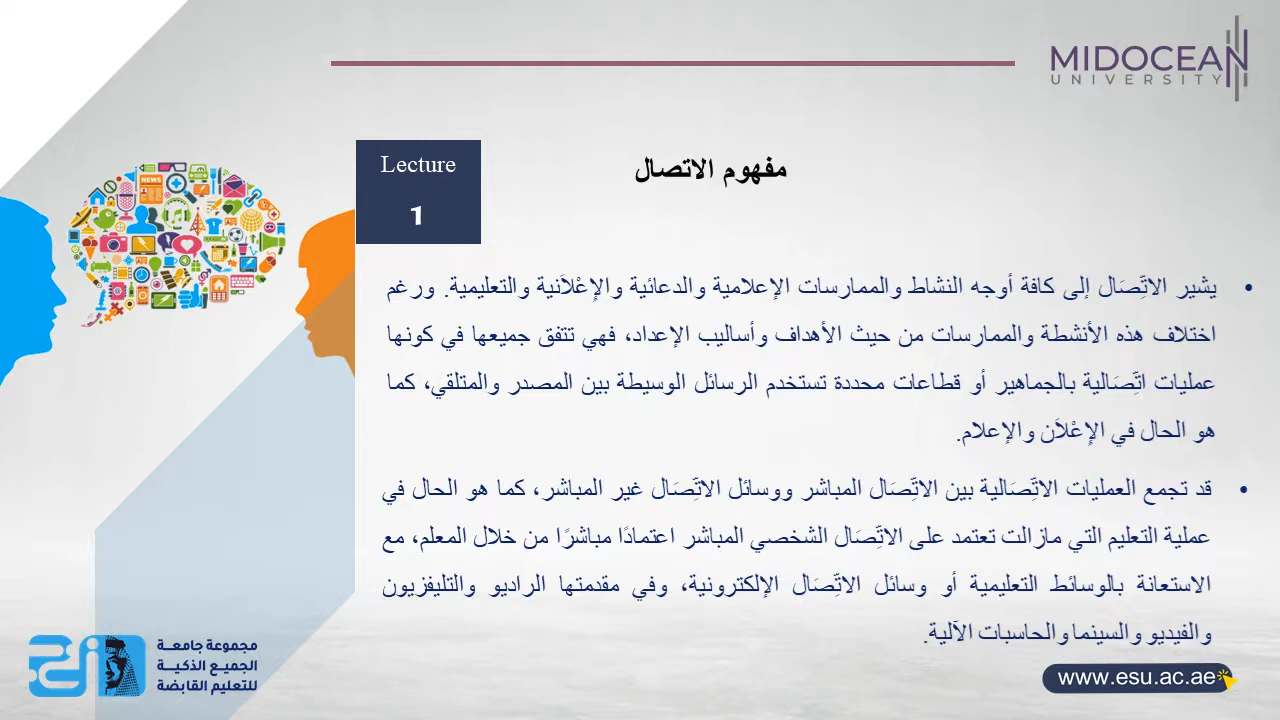 MIDOCEAN
UNIVERSITY
Lecture
1
مفهوم الاتصال
• يشير الاتِّصَال إلى كافة أوجه النشاط والممارسات الإعلامية والدعائية والإِعْلاَنية والتعليمية. ورغم
اختلاف هذه الأنشطة والممارسات من حيث الأهداف وأساليب الإعداد، فهي تتفق جميعها في كونها
عمليات اتِّصَالية بالجماهير أو قطاعات محددة تستخدم الرسائل الوسيطة بين المصدر والمتلقي، كما
هو الحال في الإِعْلاَن والإعلام.
• قد تجمع العمليات الاتِّصَالية بين الاتِّصَال المباشر ووسائل الاتِّصَال غير المباشر، كما هو الحال في
عملية التعليم التي مازالت تعتمد على الاتِّصَال الشخصي المباشر اعتمادًا مباشرًا من خلال المعلم، مع
الاستعانة بالوسائط التعليمية أو وسائل الاتِّصَال الإلكترونية، وفي مقدمتها الراديو والتليفزيون
والفيديو والسينما والحاسبات الآلية.
NEWS
مجموعة جامعة
الجميع الذكية
للتعليم القابضة
www.esu.ac.ae